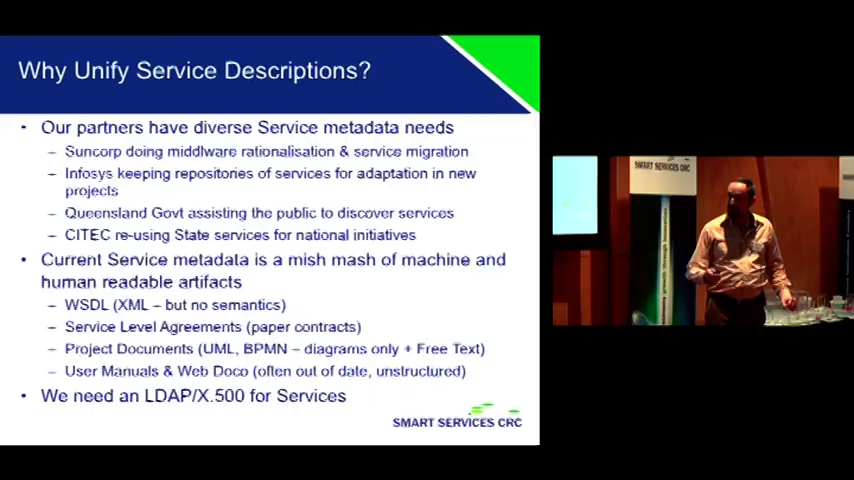 Why Unify Service Descriptions?
• Our partners have diverse Service metadata needs
– Suncorp doing middlware rationalisation & service migration
– Infosys keeping repositories of services for adaptation in new
projects
– Queensland Govt assisting the public to discover services
– CITEC re-using State services for national initiatives
• Current Service metadata is a mish mash of machine and
human readable artifacts
– WSDL (XML – but no semantics)
– Service Level Agreements (paper contracts)
– Project Documents (UML, BPMN – diagrams only + Free Text)
– User Manuals & Web Doco (often out of date, unstructured)
• We need an LDAP/X.500 for Services
SMART SERVICES CRC
SMART SERVICES CRC